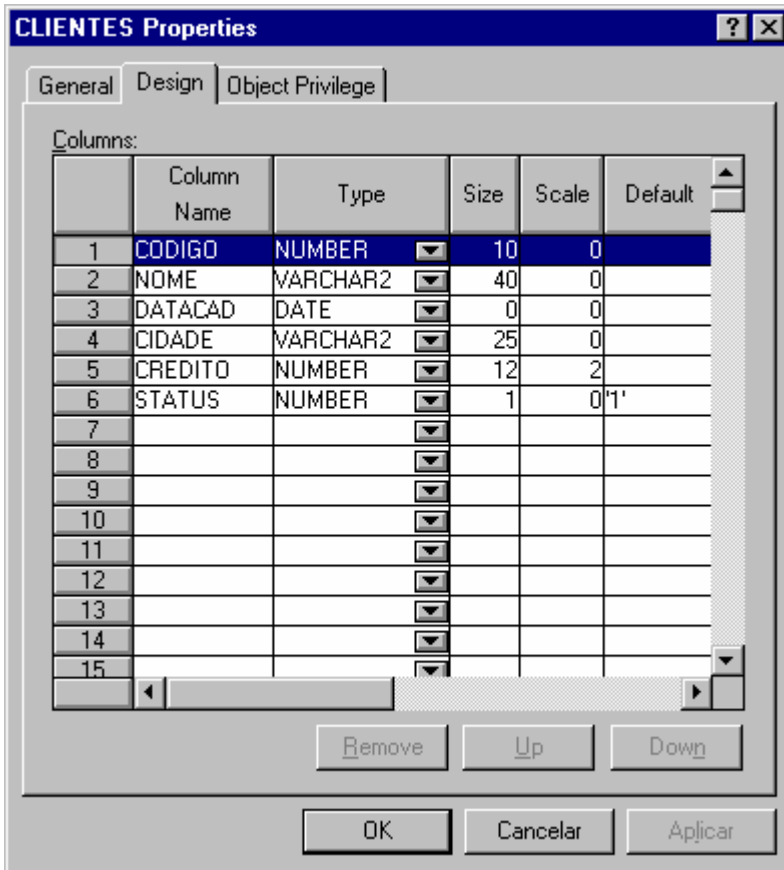 CLIENTES Properties
General Design Object Privilege
Columns:
Column Name Type Size Scale Default
1 CODIGO NUMBER 10 0
2 NOME VARCHAR2 40 0
3 DATACAD DATE 0 0
4 CIDADE VARCHAR2 25 0
5 CREDITO NUMBER 12 2
6 STATUS NUMBER 1 0 '1'
7
8
9
10
11
12
13
14
15
Remove Up Down
OK Cancelar Aplicar